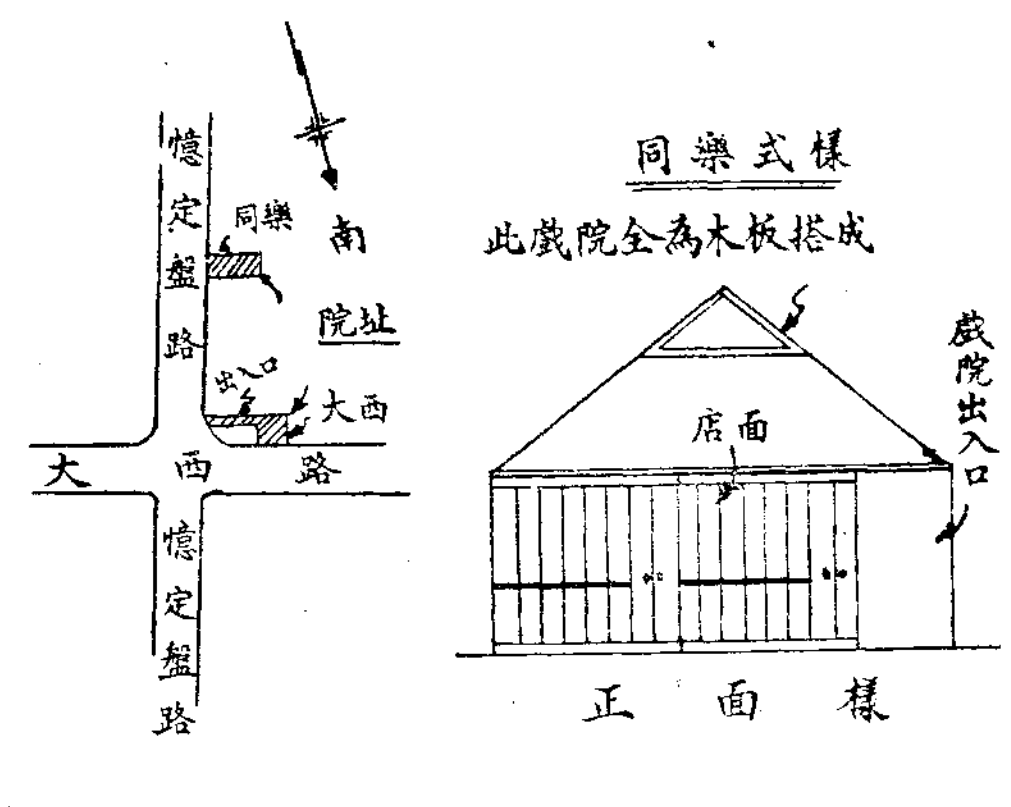 同樂式樣
此戲院全為木板搭成
戲院出入口
店面
正面樣
南
院址
同樂
出入口
大西
大西路
憶定盤路
憶定盤路